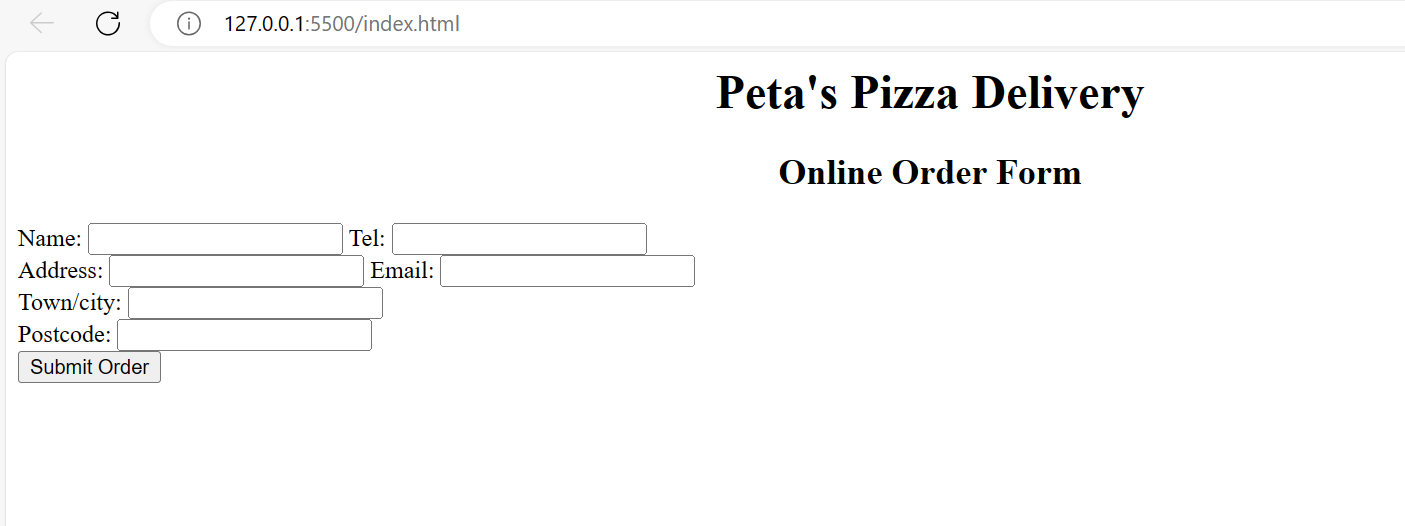 127.0.0.1:5500/index.html
Peta's Pizza Delivery
Online Order Form
Name: Tel:
Address: Email:
Town/city:
Postcode:
Submit Order